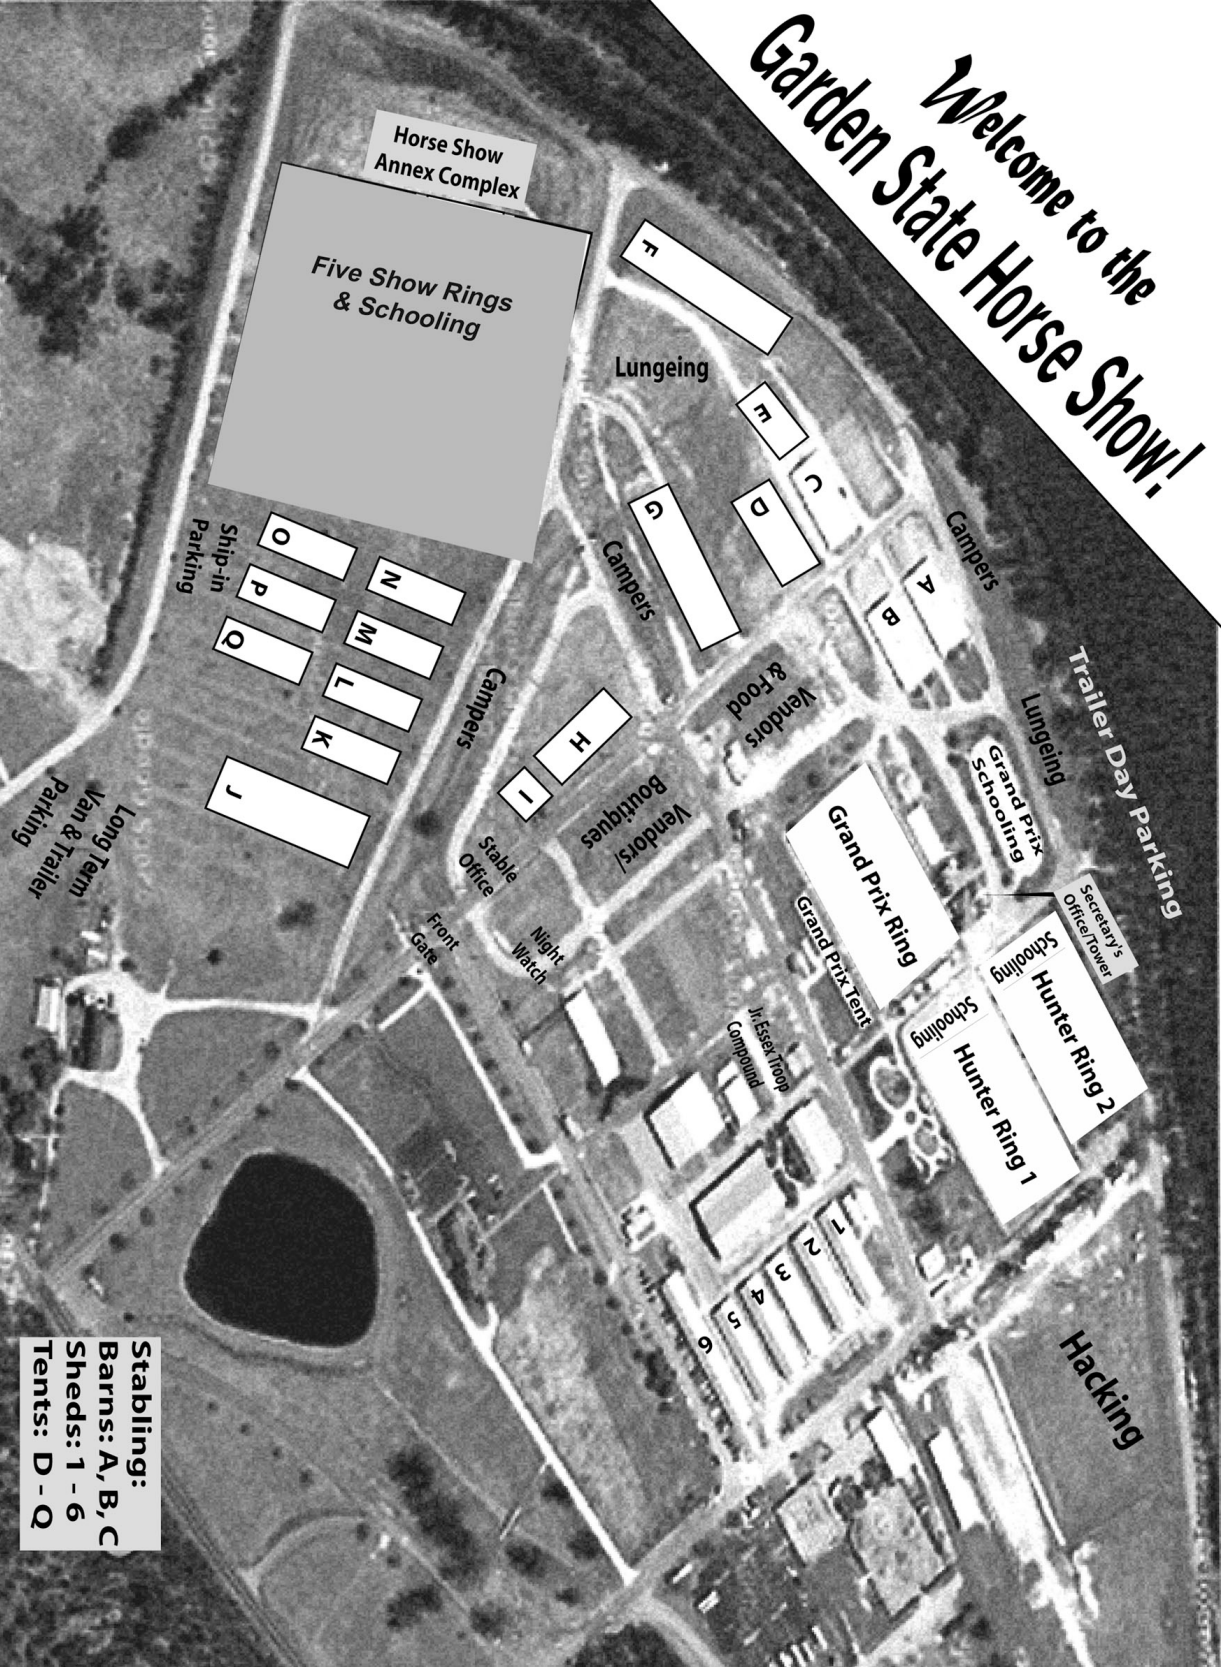 Welcome to the
Garden State Horse Show!
Horse Show
Annex Complex
Five Show Rings
& Schooling
F
Lungeing
E
C
D
G
Campers
Campers
A
B
Lungeing
Trailer Day Parking
O
P
Q
N
M
L
K
J
Ship-in
Parking
Campers
H
I
Vendors
& Food
Vendors/
Boutiques
Grand Prix
Schooling
Grand Prix Ring
Grand Prix Tent
Secretary's
Office/Tower
Schooling
Hunter Ring 2
Schooling
Hunter Ring 1
Stable
Office
Front
Gate
Night
Watch
Jr. Essex Troop
Compound
Long Term
Van & Trailer
Parking
1
2
3
4
5
6
Hacking
Stabling:
Barns: A, B, C
Sheds: 1 - 6
Tents: D - Q